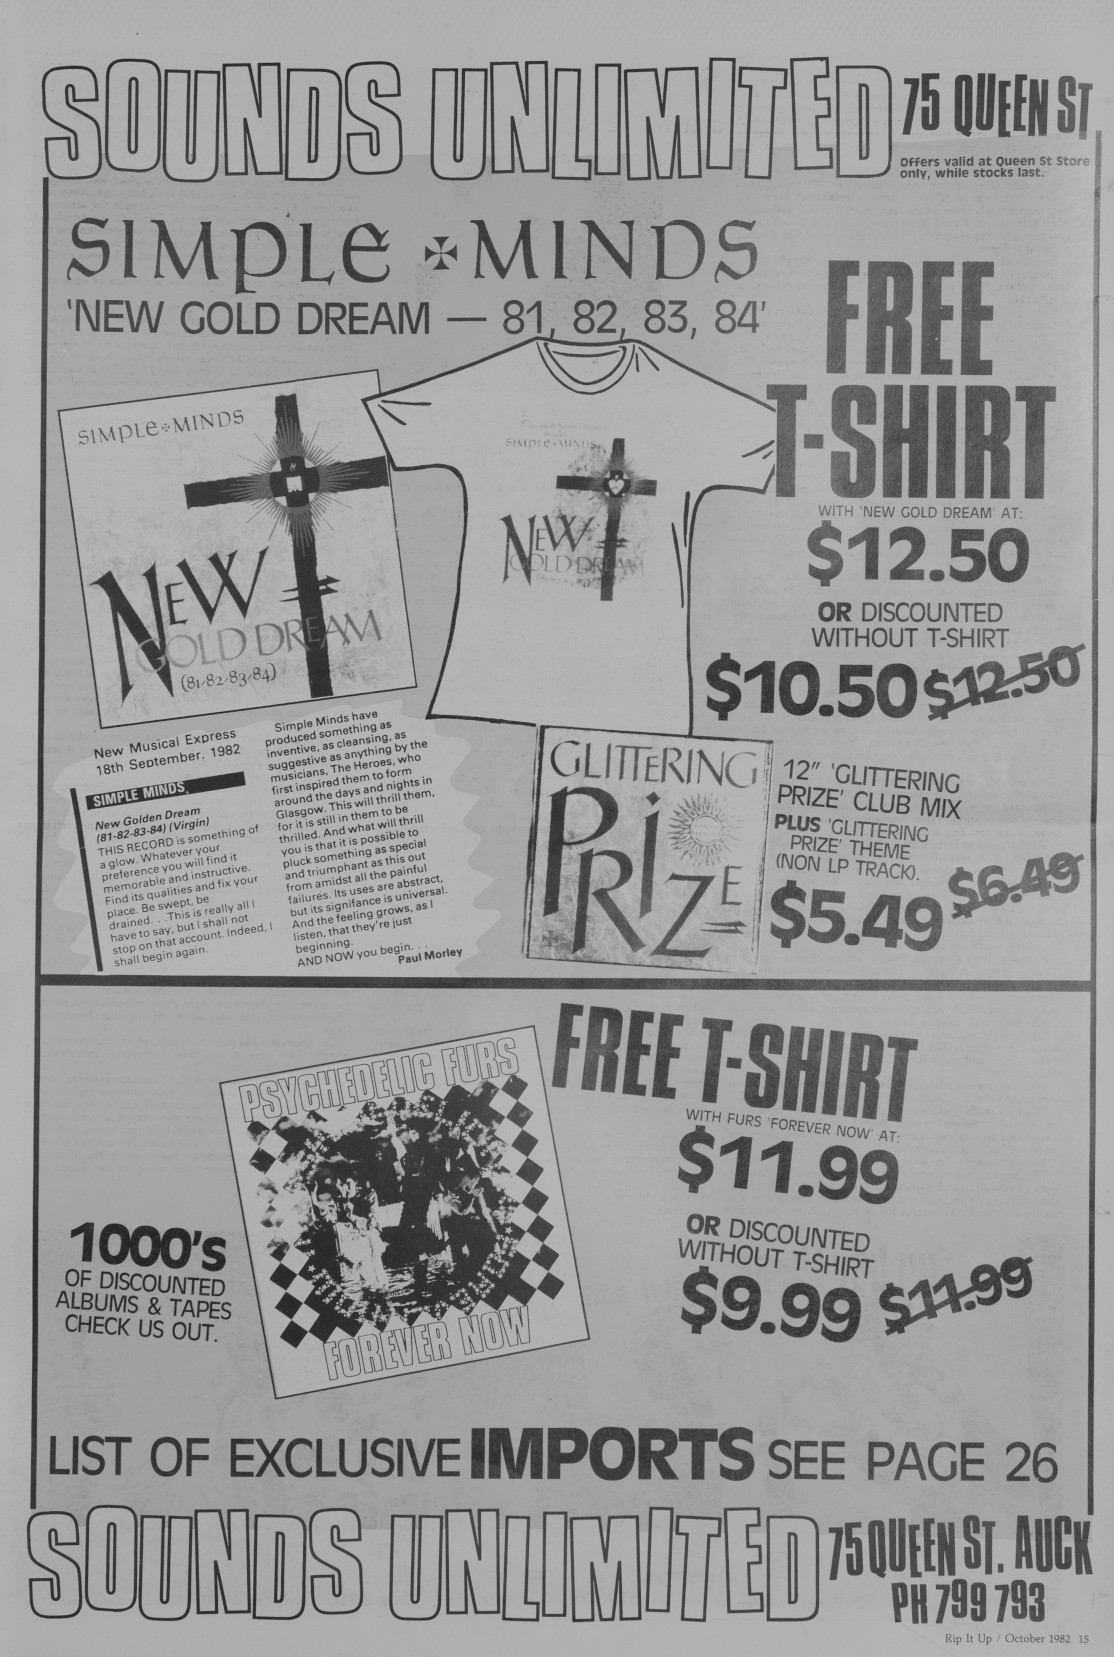 SOUNDS UNLIMITED
75 QUEEN ST
Offers valid at Queen St Store
only, while stocks last.
SIMPLE ✠ MINDS
'NEW GOLD DREAM — 81, 82, 83, 84'
FREE
T-SHIRT
WITH 'NEW GOLD DREAM' AT:
$12.50
OR DISCOUNTED
WITHOUT T-SHIRT
$10.50 $12.50
SIMPLE ✠ MINDS
NEW
GOLD DREAM
(81-82-83-84)
SIMPLE ✠ MINDS
NEW
GOLD DREAM
New Musical Express
18th September. 1982
SIMPLE MINDS
New Golden Dream
(81-82-83-84) (Virgin)
THIS RECORD is something of
a glow. Whatever your
preference you will find it
memorable and instructive.
Find its qualities and fix your
place. Be swept, be
drained. . .This is really all I
have to say, but I shall not
stop on that account. Indeed, I
shall begin again.
Simple Minds have
produced something as
inventive, as cleansing, as
suggestive as anything by the
musicians, The Heroes, who
first inspired them to form
around the days and nights in
Glasgow. This will thrill them,
for it is still in them to be
thrilled. And what will thrill
you is that it is possible to
pluck something as special
and triumphant as this out
from amidst all the painful
failures. Its uses are abstract,
but its signifance is universal.
And the feeling grows, as I
listen, that they're just
beginning.
AND NOW you begin. . .
Paul Morley
GLITTERING
PRIZE
12" 'GLITTERING
PRIZE' CLUB MIX
PLUS 'GLITTERING
PRIZE' THEME
(NON LP TRACK).
$5.49 $6.49
PSYCHEDELIC FURS
FOREVER NOW
FREE T-SHIRT
WITH FURS 'FOREVER NOW' AT:
$11.99
OR DISCOUNTED
WITHOUT T-SHIRT
$9.99 $11.99
1000's
OF DISCOUNTED
ALBUMS & TAPES
CHECK US OUT.
LIST OF EXCLUSIVE IMPORTS SEE PAGE 26
SOUNDS UNLIMITED
75 QUEEN ST. AUCK
PH 799 793
Rip It Up / October 1982 15